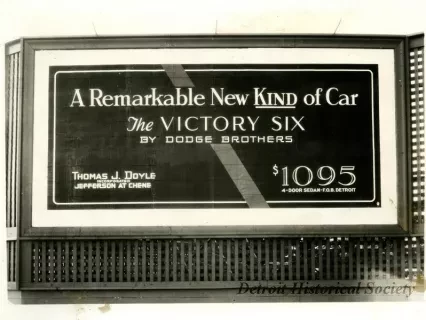 A Remarkable New KIND of Car
The VICTORY SIX
BY DODGE BROTHERS
THOMAS J. DOYLE
INCORPORATED
JEFFERSON AT CHENE
$1095
4-DOOR SEDAN-F.O.B. DETROIT
Detroit Historical Society